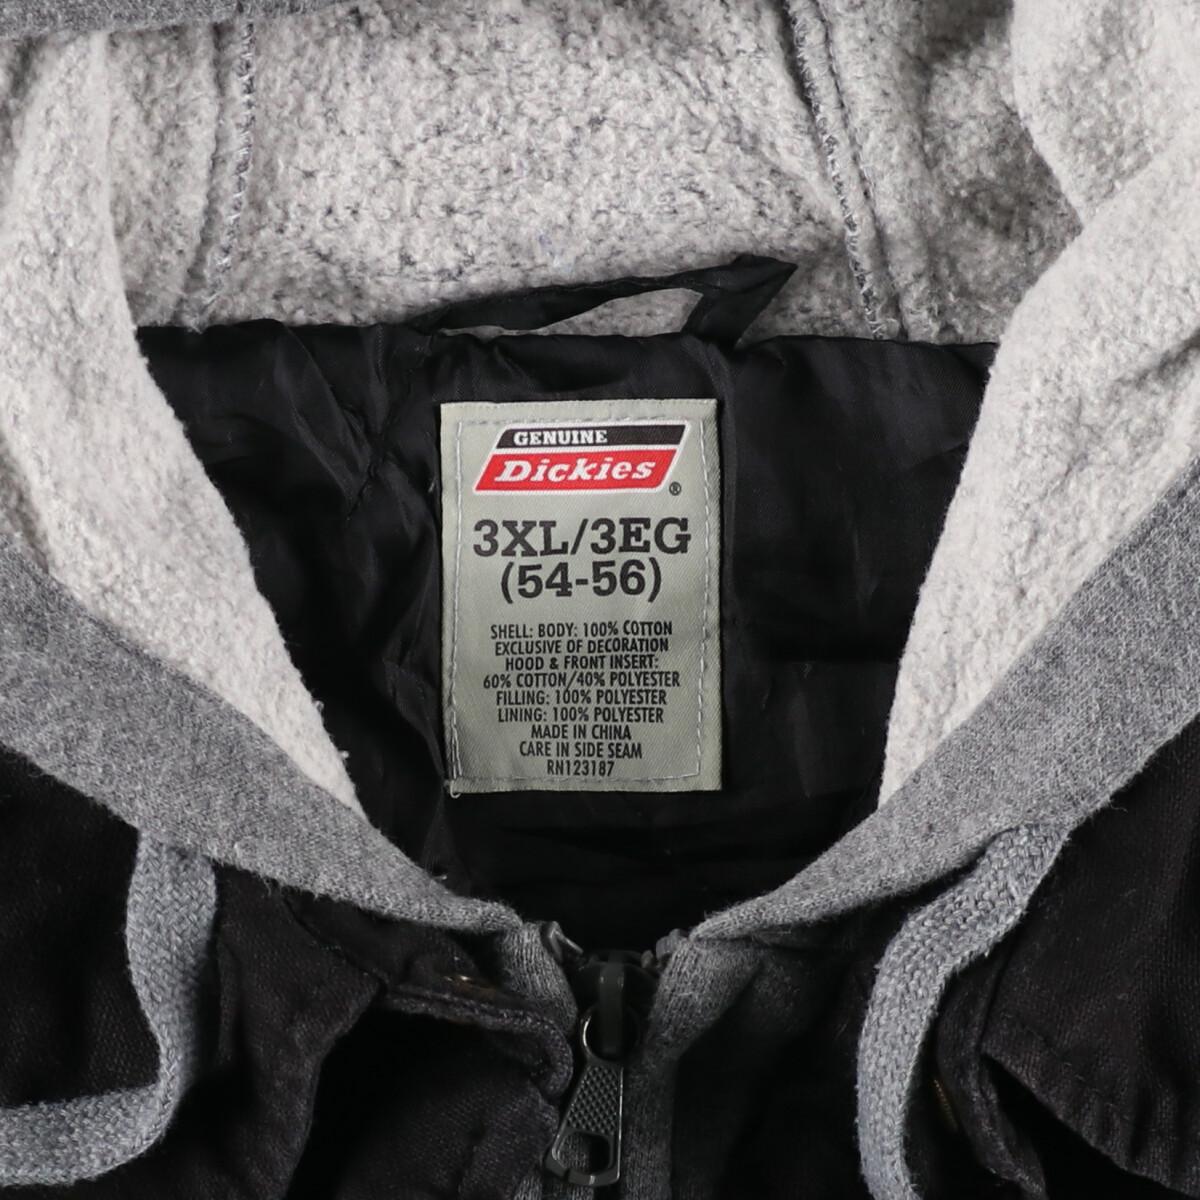 GENUINE
Dickies®
3XL/3EG
(54-56)
SHELL: BODY: 100% COTTON
EXCLUSIVE OF DECORATION
HOOD & FRONT INSERT:
60% COTTON/40% POLYESTER
FILLING: 100% POLYESTER
LINING: 100% POLYESTER
MADE IN CHINA
CARE IN SIDE SEAM
RN123187